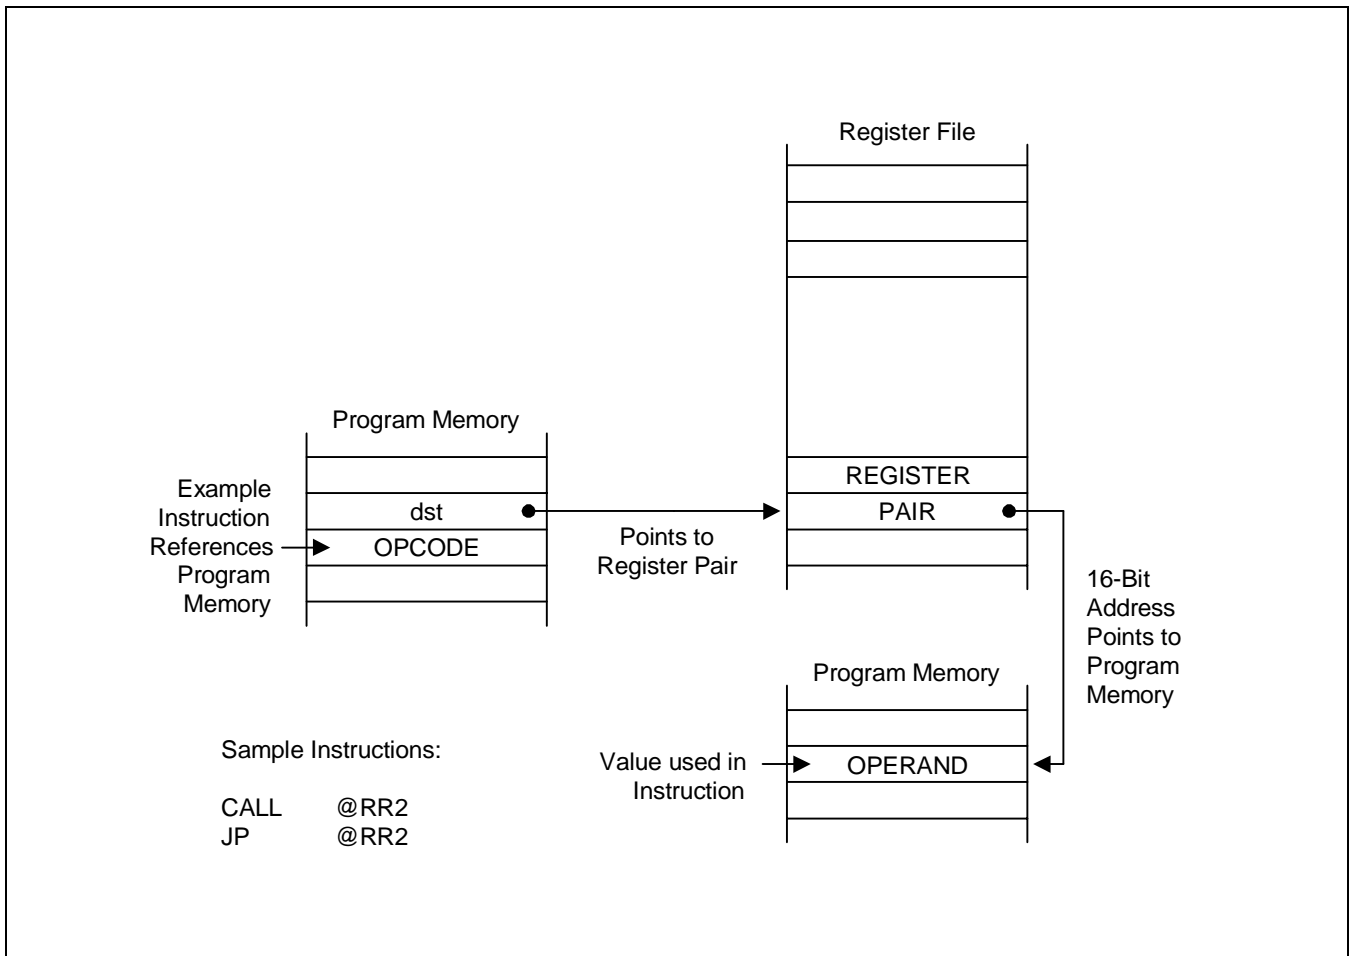 Register File
Program Memory
REGISTER
Example
Instruction
References
Program
Memory
dst
PAIR
OPCODE
Points to
Register Pair
16-Bit
Address
Points to
Program
Memory
Program Memory
Sample Instructions:
Value used in
Instruction
OPERAND
CALL @RR2
JP @RR2